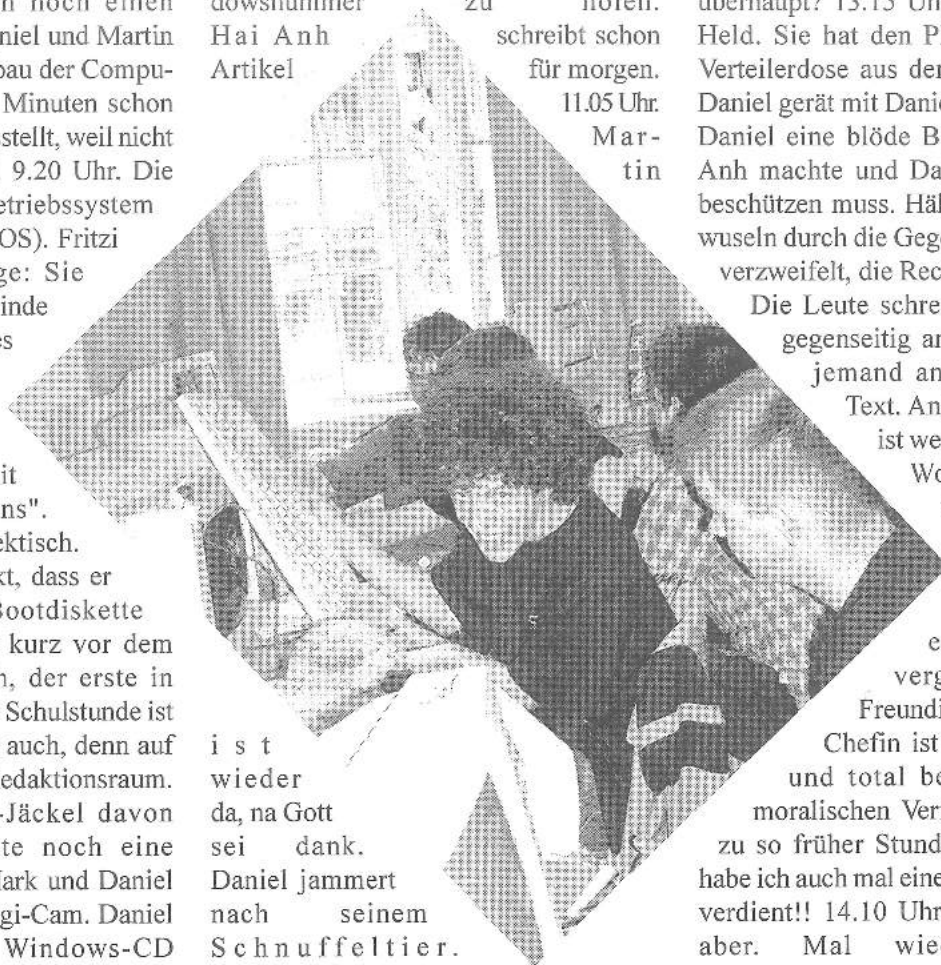 n noch einen
niel und Martin
bau der Compu-
Minuten schon
stellt, weil nicht
9.20 Uhr. Die
etriebssystem
OS). Fritzi
ge: Sie
inde
es
it
ns".
ektisch.
kt, dass er
Bootdiskette
kurz vor dem
n, der erste in
Schulstunde ist
auch, denn auf
edaktionsraum.
-Jäckel davon
te noch eine
Mark und Daniel
gi-Cam. Daniel
Windows-CD
dowsnummer zu holen.
Hai Anh schreibt schon
Artikel für morgen.
11.05 Uhr.
Mar-
tin
ist
wieder
da, na Gott
sei dank.
Daniel jammert
nach seinem
Schnuffeltier.
überhaupt? 13.15 Uh
Held. Sie hat den P
Verteilerdose aus der
Daniel gerät mit Danie
Daniel eine blöde B
Anh machte und Da
beschützen muss. Häl
wuseln durch die Geg
verzweifelt, die Rec
Die Leute schre
gegenseitig an
jemand an
Text. An
ist we
Wo
e
verg
Freundi
Chefin ist
und total be
moralischen Ver
zu so früher Stund
habe ich auch mal eine
verdient!! 14.10 Uhr
aber. Mal wie